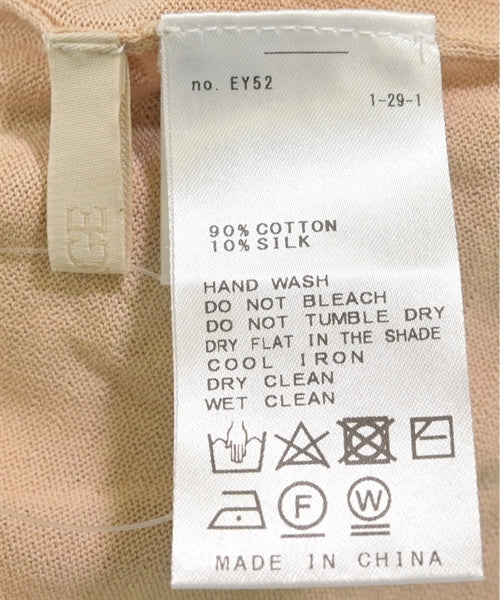 no. EY52
1-29-1
90% COTTON
10% SILK
HAND WASH
DO NOT BLEACH
DO NOT TUMBLE DRY
DRY FLAT IN THE SHADE
COOL IRON
DRY CLEAN
WET CLEAN
F W
MADE IN CHINA
CE